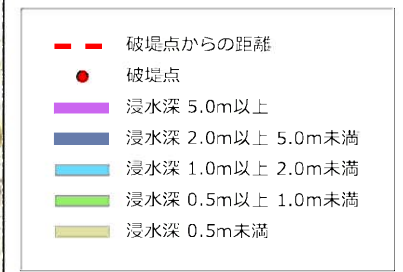 破堤点からの距離
破堤点
浸水深 5.0m以上
浸水深 2.0m以上 5.0m未満
浸水深 1.0m以上 2.0m未満
浸水深 0.5m以上 1.0m未満
浸水深 0.5m未満